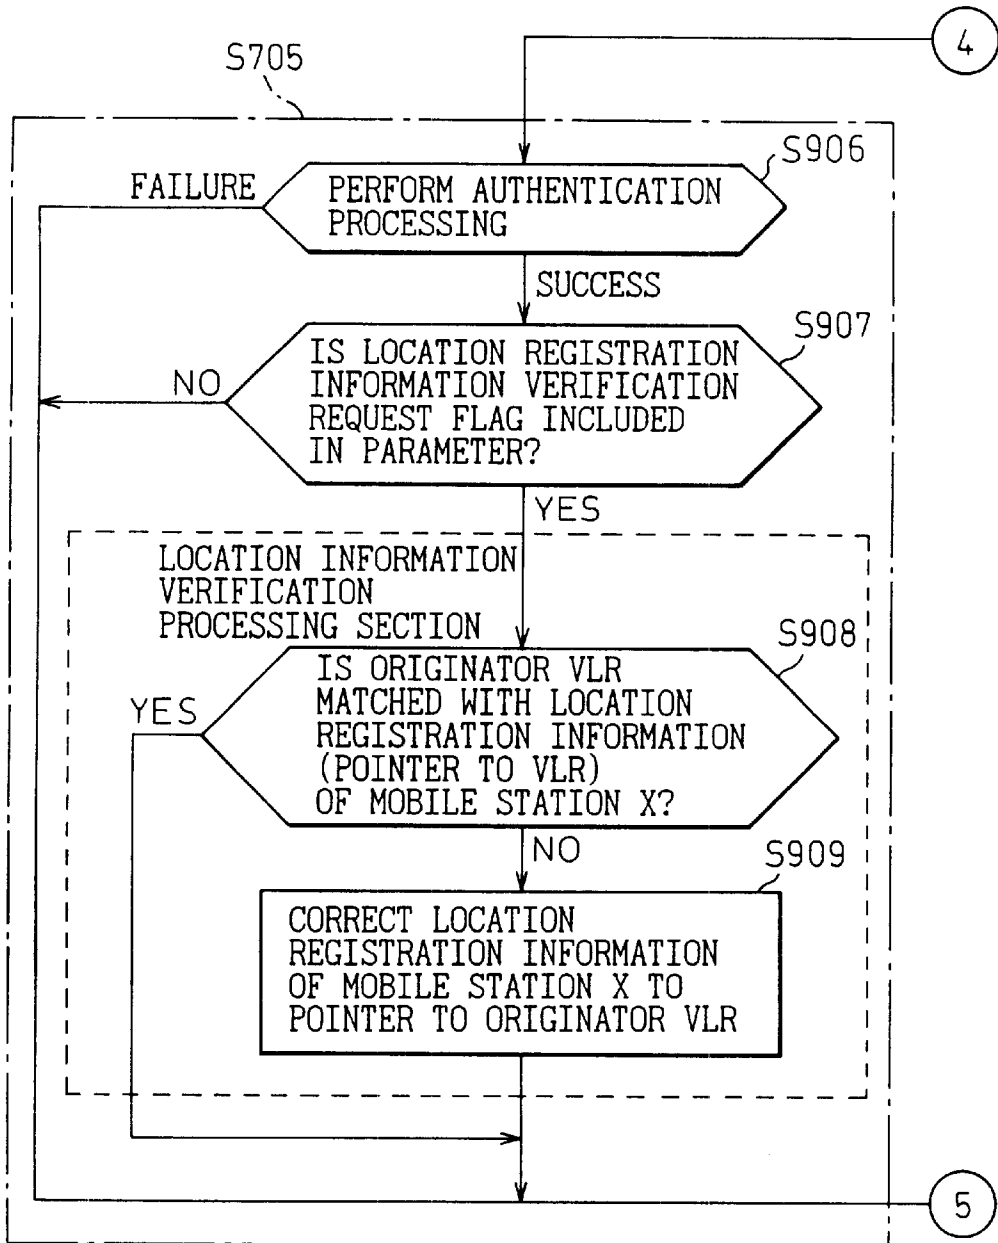 4
S705
S906
FAILURE
PERFORM AUTHENTICATION
PROCESSING
SUCCESS
S907
IS LOCATION REGISTRATION
INFORMATION VERIFICATION
REQUEST FLAG INCLUDED
IN PARAMETER?
NO
YES
LOCATION INFORMATION
VERIFICATION
PROCESSING SECTION
S908
IS ORIGINATOR VLR
MATCHED WITH LOCATION
REGISTRATION INFORMATION
(POINTER TO VLR)
OF MOBILE STATION X?
YES
NO
S909
CORRECT LOCATION
REGISTRATION INFORMATION
OF MOBILE STATION X TO
POINTER TO ORIGINATOR VLR
5